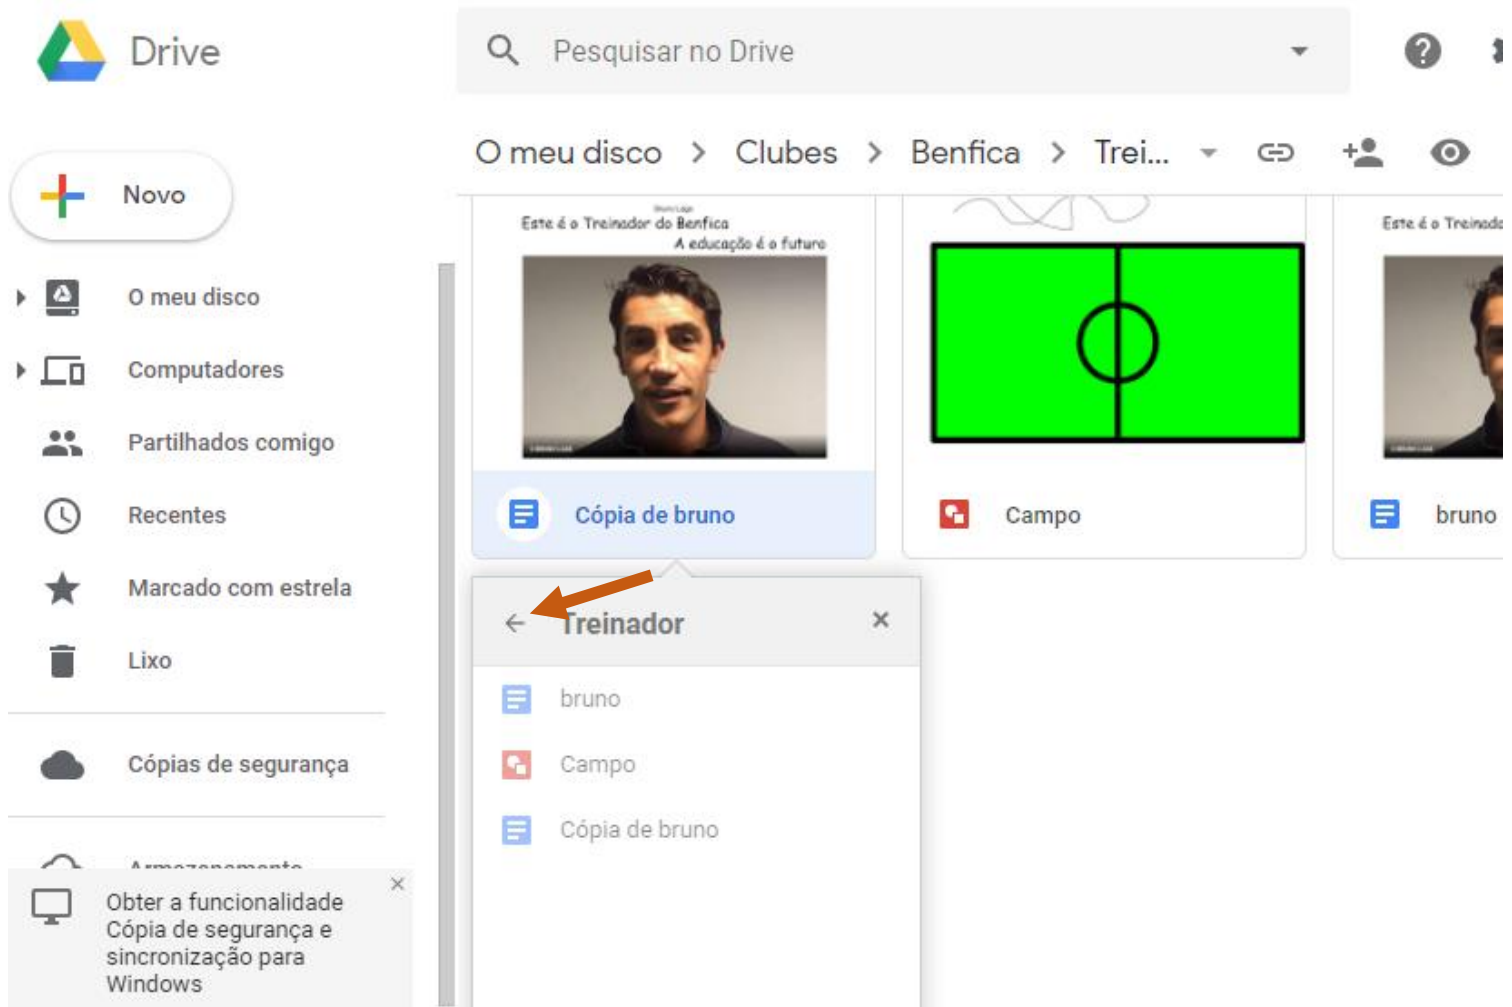 Drive
Pesquisar no Drive
O meu disco > Clubes > Benfica > Trei...
Novo
O meu disco
Computadores
Partilhados comigo
Recentes
Marcado com estrela
Lixo
Cópias de segurança
Armazenamento
Obter a funcionalidade
Cópia de segurança e
sincronização para
Windows
Este é o Treinador do Benfica
A educação é o futuro
Cópia de bruno
Campo
Este é o
bruno
Treinador
bruno
Campo
Cópia de bruno